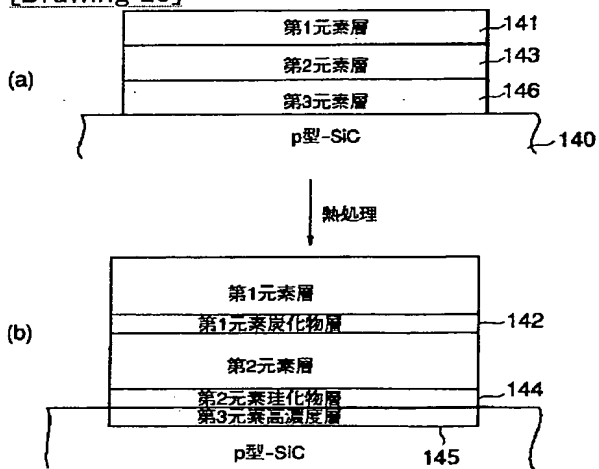 (a)
第1元素層 141
第2元素層 143
第3元素層 146
p型-SiC 140
熱処理
(b)
第1元素層
第1元素炭化物層 142
第2元素層
第2元素珪化物層 144
第3元素高濃度層
p型-SiC 145